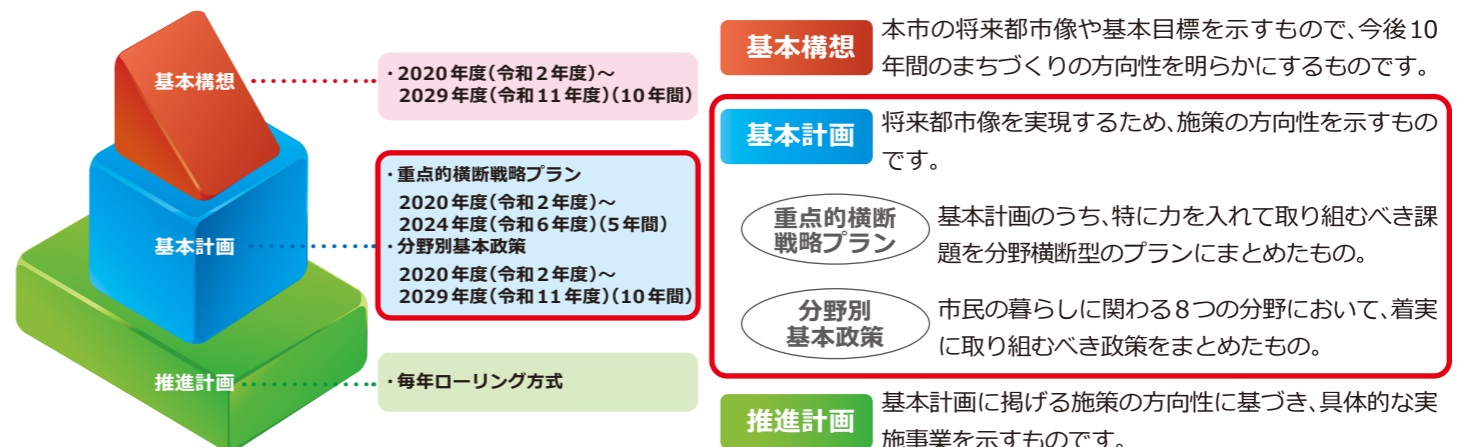 基本構想
・2020年度(令和2年度)～
2029年度(令和11年度)(10年間)
基本計画
・重点的横断戦略プラン
2020年度(令和2年度)～
2024年度(令和6年度)(5年間)
・分野別基本政策
2020年度(令和2年度)～
2029年度(令和11年度)(10年間)
推進計画
・毎年ローリング方式
基本構想
本市の将来都市像や基本目標を示すもので、今後10
年間のまちづくりの方向性を明らかにするものです。
基本計画
将来都市像を実現するため、施策の方向性を示すもの
です。
重点的横断
戦略プラン
基本計画のうち、特に力を入れて取り組むべき課
題を分野横断型のプランにまとめたもの。
分野別
基本政策
市民の暮らしに関わる8つの分野において、着実
に取り組むべき政策をまとめたもの。
推進計画
基本計画に掲げる施策の方向性に基づき、具体的な実
施事業を示すものです。